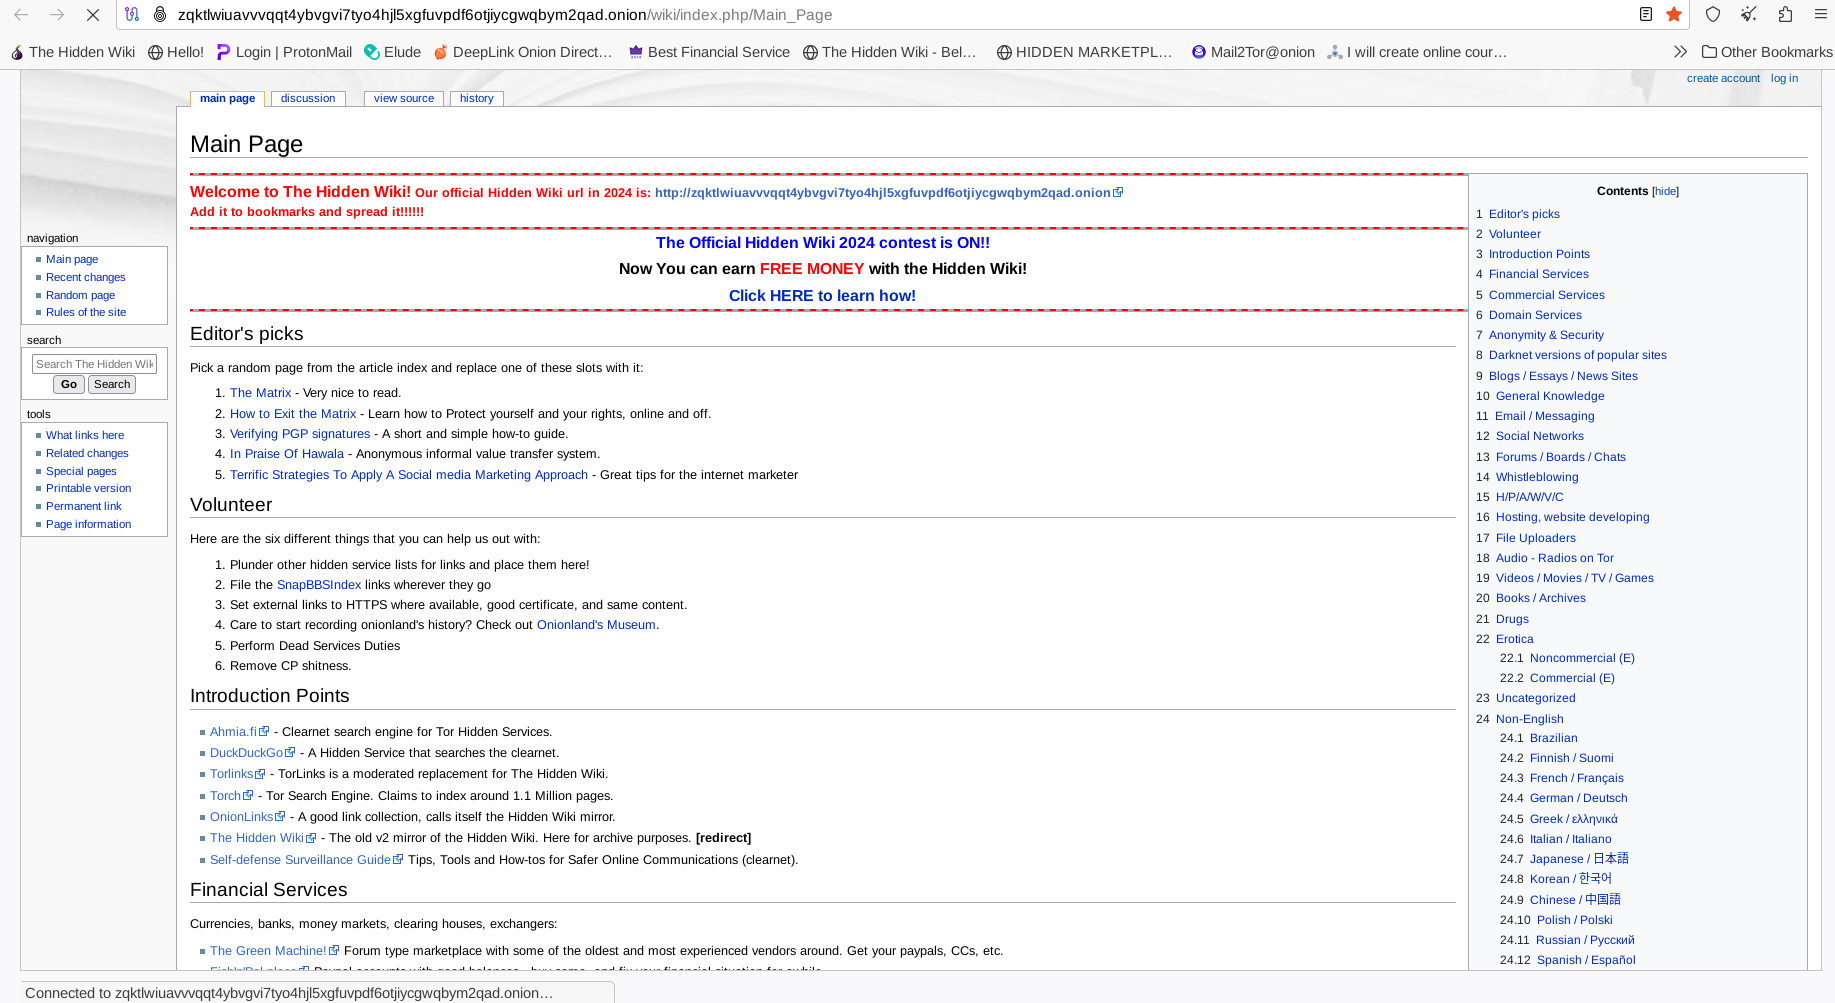 zqktlwiuavvvqqt4ybvgvi7tyo4hjl5xgfuvpdf6otjiycgwqbym2qad.onion/wiki/index.php/Main_Page
The Hidden Wiki Hello! Login | ProtonMail Elude DeepLink Onion Direct… Best Financial Service The Hidden Wiki - Bel… HIDDEN MARKETPL… Mail2Tor@onion I will create online cour… Other Bookmarks
create account log in
main page discussion view source history
Main Page
Welcome to The Hidden Wiki! Our official Hidden Wiki url in 2024 is: http://zqktlwiuavvvqqt4ybvgvi7tyo4hjl5xgfuvpdf6otjiycgwqbym2qad.onion
Add it to bookmarks and spread it!!!!!!
The Official Hidden Wiki 2024 contest is ON!!
Now You can earn FREE MONEY with the Hidden Wiki!
Click HERE to learn how!
navigation
Main page
Recent changes
Random page
Rules of the site
search
Search The Hidden Wik
Go Search
tools
What links here
Related changes
Special pages
Printable version
Permanent link
Page information
Editor's picks
Pick a random page from the article index and replace one of these slots with it:
1. The Matrix - Very nice to read.
2. How to Exit the Matrix - Learn how to Protect yourself and your rights, online and off.
3. Verifying PGP signatures - A short and simple how-to guide.
4. In Praise Of Hawala - Anonymous informal value transfer system.
5. Terrific Strategies To Apply A Social media Marketing Approach - Great tips for the internet marketer
Volunteer
Here are the six different things that you can help us out with:
1. Plunder other hidden service lists for links and place them here!
2. File the SnapBBSIndex links wherever they go
3. Set external links to HTTPS where available, good certificate, and same content.
4. Care to start recording onionland's history? Check out Onionland's Museum.
5. Perform Dead Services Duties
6. Remove CP shitness.
Introduction Points
Ahmia.fi - Clearnet search engine for Tor Hidden Services.
DuckDuckGo - A Hidden Service that searches the clearnet.
Torlinks - TorLinks is a moderated replacement for The Hidden Wiki.
Torch - Tor Search Engine. Claims to index around 1.1 Million pages.
OnionLinks - A good link collection, calls itself the Hidden Wiki mirror.
The Hidden Wiki - The old v2 mirror of the Hidden Wiki. Here for archive purposes. [redirect]
Self-defense Surveillance Guide Tips, Tools and How-tos for Safer Online Communications (clearnet).
Financial Services
Currencies, banks, money markets, clearing houses, exchangers:
The Green Machine! Forum type marketplace with some of the oldest and most experienced vendors around. Get your paypals, CCs, etc.
Contents [hide]
1 Editor's picks
2 Volunteer
3 Introduction Points
4 Financial Services
5 Commercial Services
6 Domain Services
7 Anonymity & Security
8 Darknet versions of popular sites
9 Blogs / Essays / News Sites
10 General Knowledge
11 Email / Messaging
12 Social Networks
13 Forums / Boards / Chats
14 Whistleblowing
15 H/P/A/W/V/C
16 Hosting, website developing
17 File Uploaders
18 Audio - Radios on Tor
19 Videos / Movies / TV / Games
20 Books / Archives
21 Drugs
22 Erotica
22.1 Noncommercial (E)
22.2 Commercial (E)
23 Uncategorized
24 Non-English
24.1 Brazilian
24.2 Finnish / Suomi
24.3 French / Français
24.4 German / Deutsch
24.5 Greek / ελληνικά
24.6 Italian / Italiano
24.7 Japanese / 日本語
24.8 Korean / 한국어
24.9 Chinese / 中国語
24.10 Polish / Polski
24.11 Russian / Русский
24.12 Spanish / Español
Connected to zqktlwiuavvvqqt4ybvgvi7tyo4hjl5xgfuvpdf6otjiycgwqbym2qad.onion…